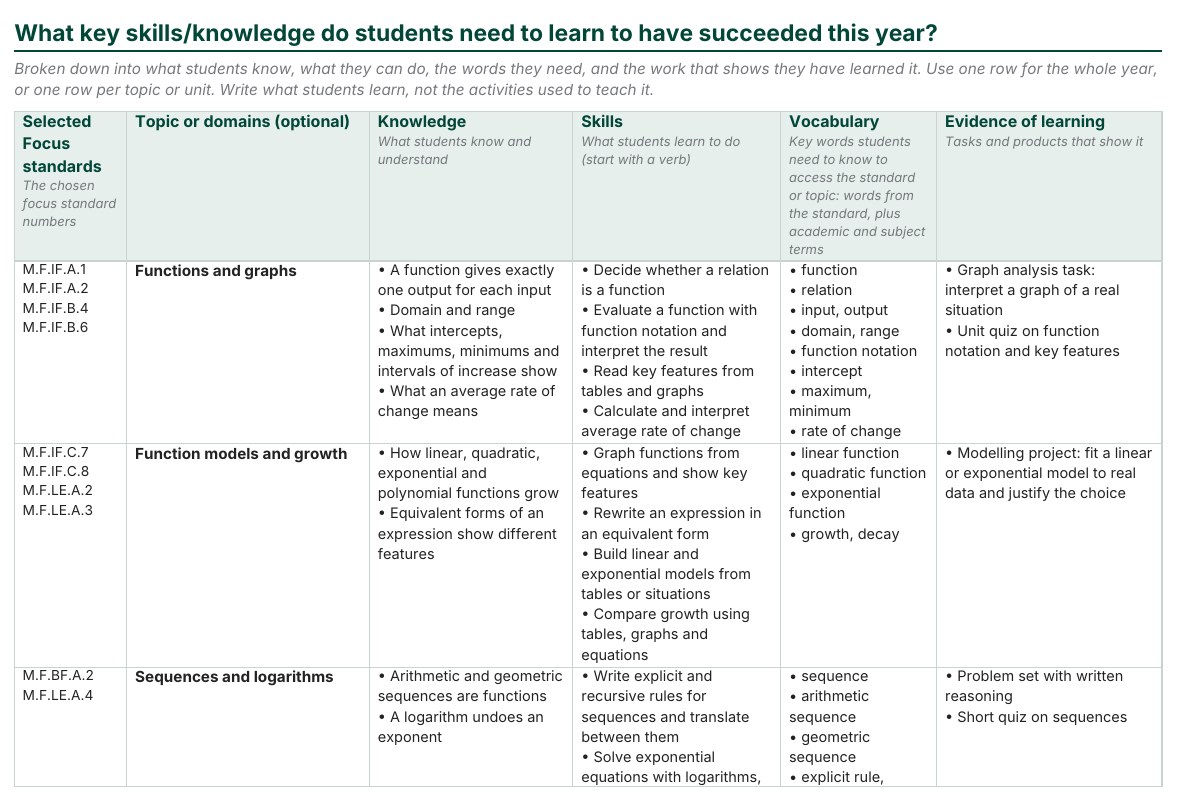 What key skills/knowledge do students need to learn to have succeeded this year?
Broken down into what students know, what they can do, the words they need, and the work that shows they have learned it. Use one row for the whole year,
or one row per topic or unit. Write what students learn, not the activities used to teach it.
Selected
Focus
standards
The chosen
focus standard
numbers
Topic or domains (optional)
Knowledge
What students know and
understand
Skills
What students learn to do
(start with a verb)
Vocabulary
Key words students
need to know to
access the standard
or topic: words from
the standard, plus
academic and subject
terms
Evidence of learning
Tasks and products that show it
M.F.IF.A.1
M.F.IF.A.2
M.F.IF.B.4
M.F.IF.B.6
Functions and graphs
• A function gives exactly
one output for each input
• Domain and range
• What intercepts,
maximums, minimums and
intervals of increase show
• What an average rate of
change means
• Decide whether a relation
is a function
• Evaluate a function with
function notation and
interpret the result
• Read key features from
tables and graphs
• Calculate and interpret
average rate of change
• function
• relation
• input, output
• domain, range
• function notation
• intercept
• maximum,
minimum
• rate of change
• Graph analysis task:
interpret a graph of a real
situation
• Unit quiz on function
notation and key features
M.F.IF.C.7
M.F.IF.C.8
M.F.LE.A.2
M.F.LE.A.3
Function models and growth
• How linear, quadratic,
exponential and
polynomial functions grow
• Equivalent forms of an
expression show different
features
• Graph functions from
equations and show key
features
• Rewrite an expression in
an equivalent form
• Build linear and
exponential models from
tables or situations
• Compare growth using
tables, graphs and
equations
• linear function
• quadratic function
• exponential
function
• growth, decay
• Modelling project: fit a linear
or exponential model to real
data and justify the choice
M.F.BF.A.2
M.F.LE.A.4
Sequences and logarithms
• Arithmetic and geometric
sequences are functions
• A logarithm undoes an
exponent
• Write explicit and
recursive rules for
sequences and translate
between them
• Solve exponential
equations with logarithms,
• sequence
• arithmetic
sequence
• geometric
sequence
• explicit rule,
• Problem set with written
reasoning
• Short quiz on sequences